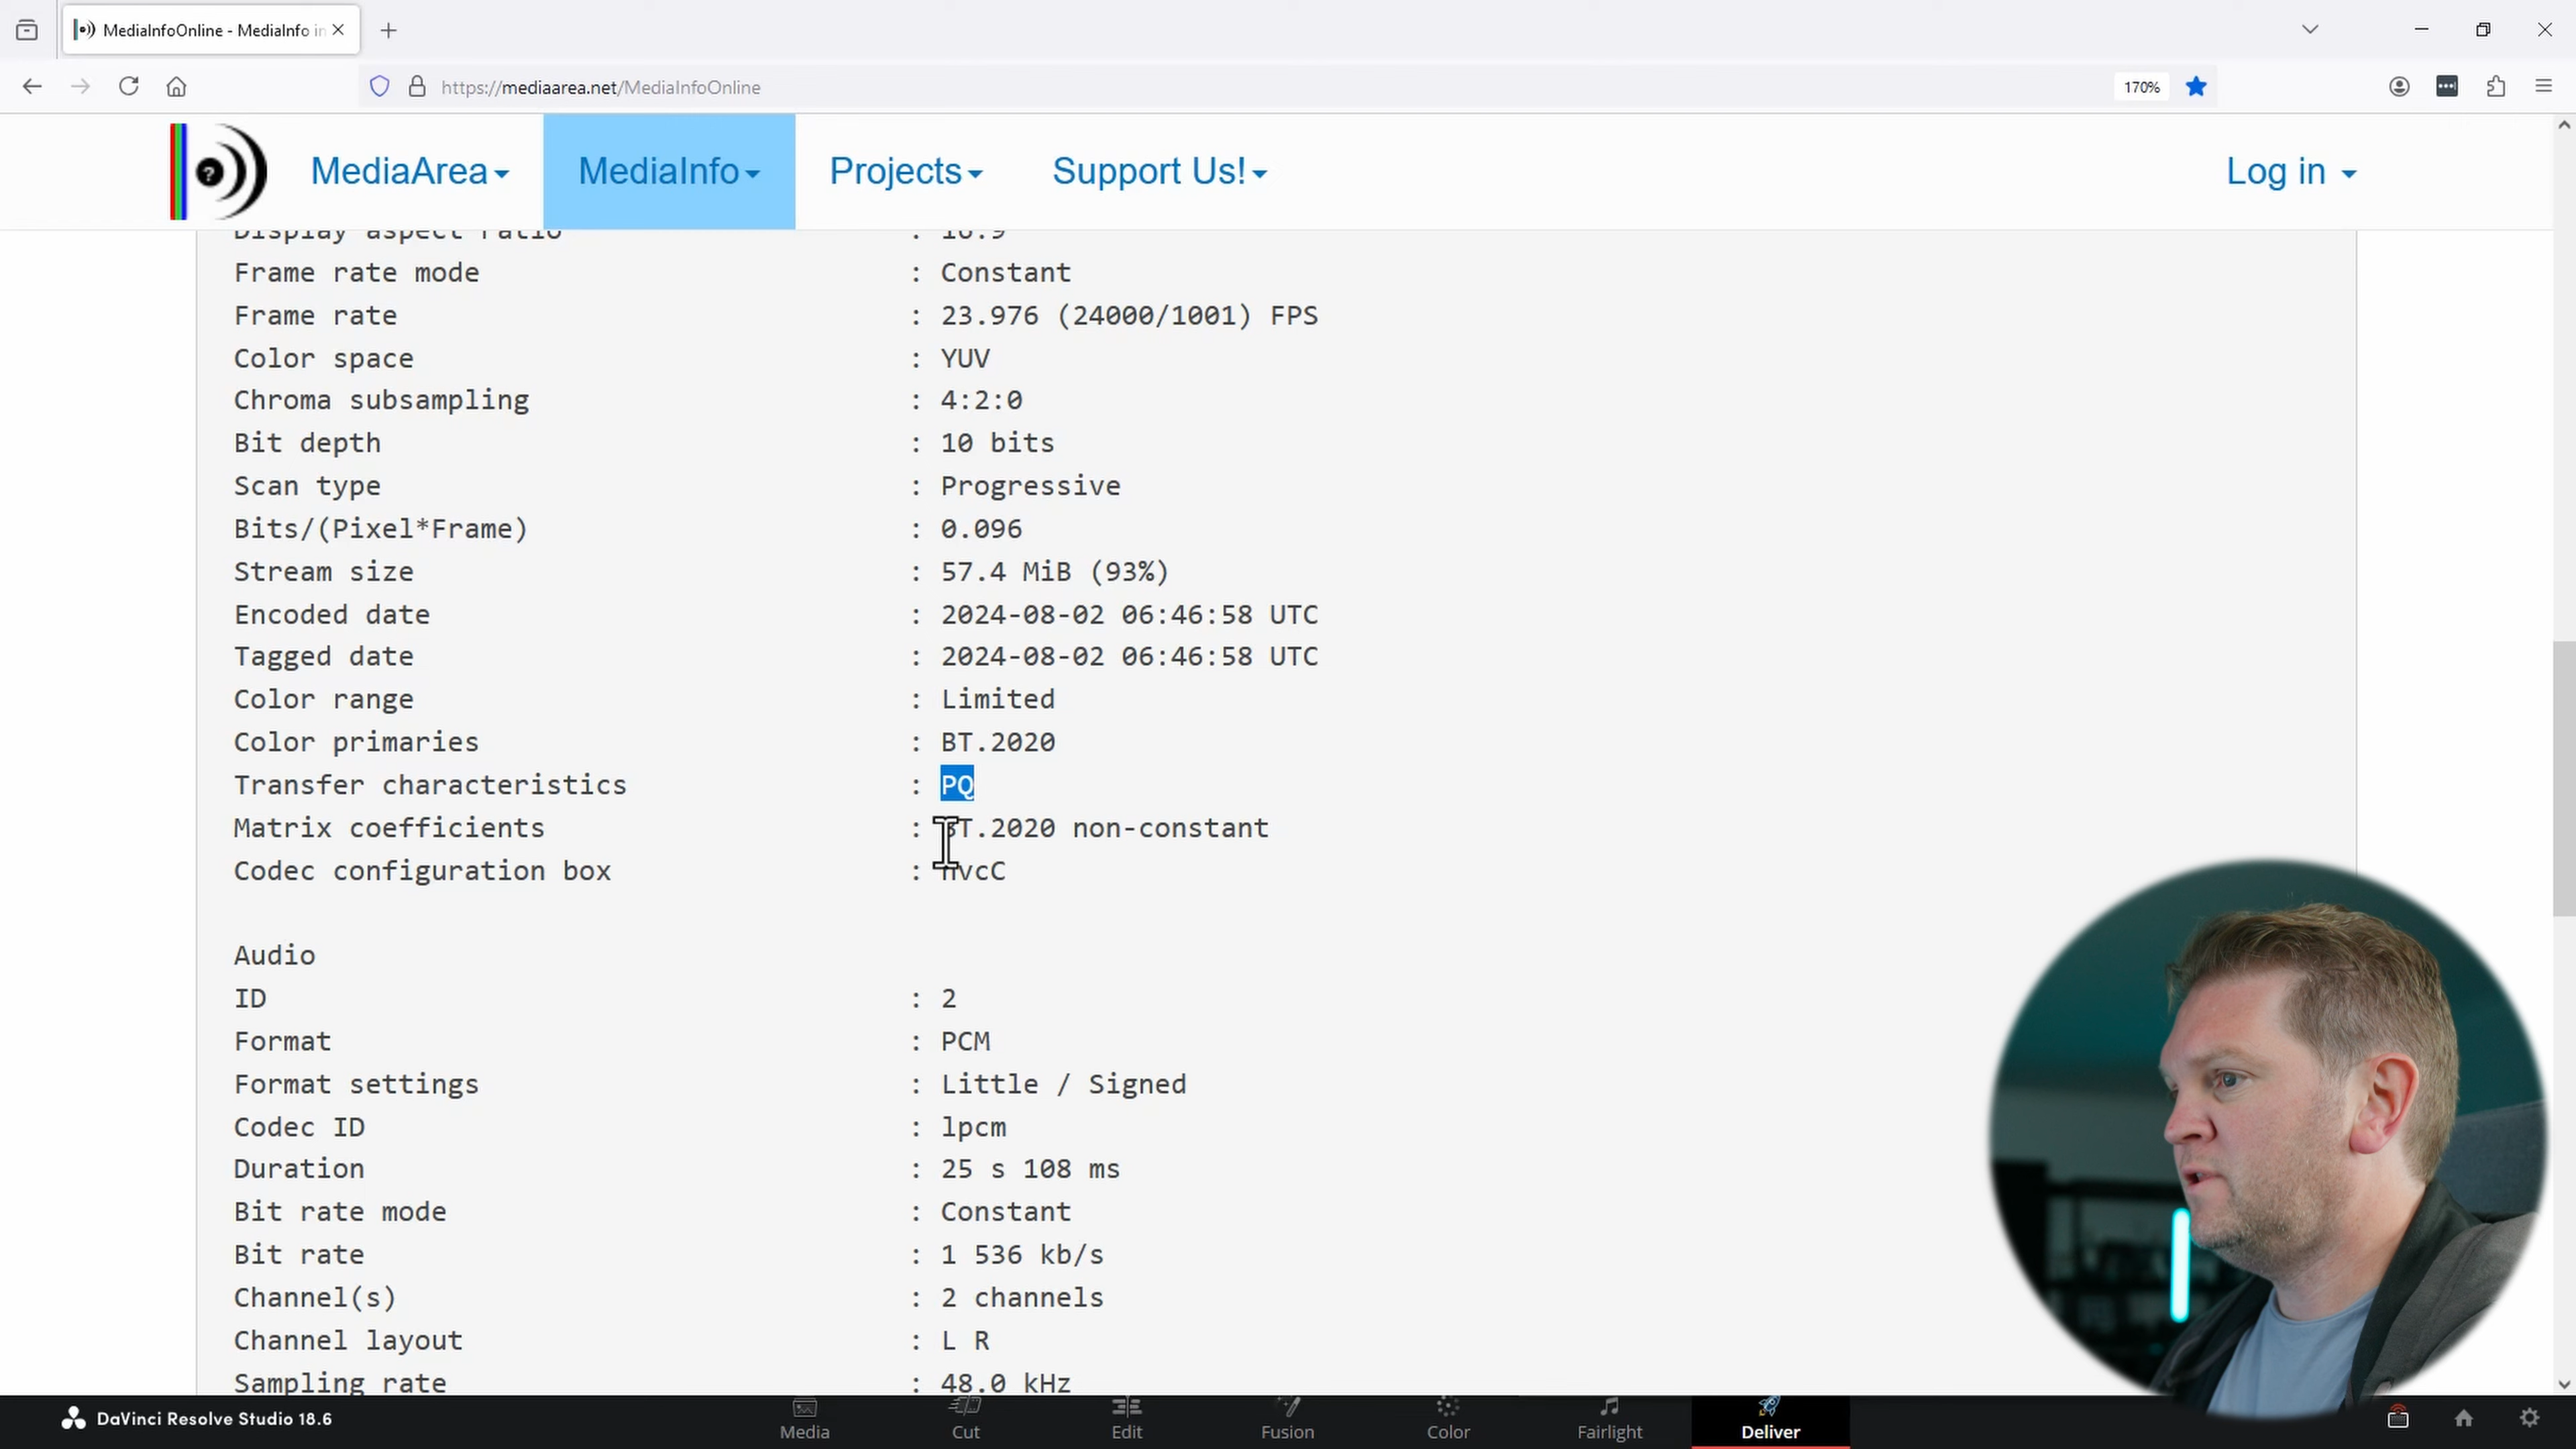 MediaInfoOnline - MediaInfo in
https://mediaarea.net/MediaInfoOnline
170%
MediaArea
MediaInfo
Projects
Support Us!
Log in
Display aspect ratio : 16:9
Frame rate mode : Constant
Frame rate : 23.976 (24000/1001) FPS
Color space : YUV
Chroma subsampling : 4:2:0
Bit depth : 10 bits
Scan type : Progressive
Bits/(Pixel*Frame) : 0.096
Stream size : 57.4 MiB (93%)
Encoded date : 2024-08-02 06:46:58 UTC
Tagged date : 2024-08-02 06:46:58 UTC
Color range : Limited
Color primaries : BT.2020
Transfer characteristics : PQ
Matrix coefficients : BT.2020 non-constant
Codec configuration box : hvcC
Audio
ID : 2
Format : PCM
Format settings : Little / Signed
Codec ID : lpcm
Duration : 25 s 108 ms
Bit rate mode : Constant
Bit rate : 1 536 kb/s
Channel(s) : 2 channels
Channel layout : L R
Sampling rate : 48.0 kHz
DaVinci Resolve Studio 18.6
Media
Cut
Edit
Fusion
Color
Fairlight
Deliver